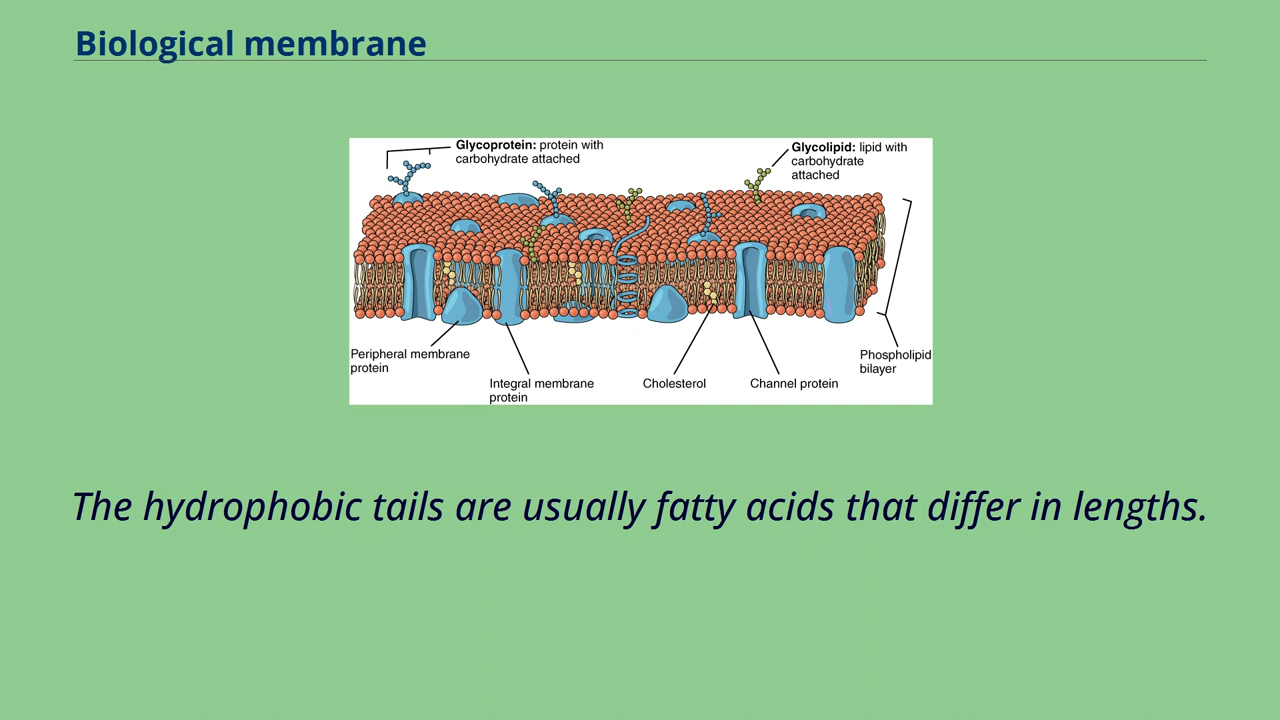 Biological membrane
Glycoprotein: protein with
carbohydrate attached
Glycolipid: lipid with
carbohydrate
attached
Peripheral membrane
protein
Integral membrane
protein
Cholesterol
Channel protein
Phospholipid
bilayer
The hydrophobic tails are usually fatty acids that differ in lengths.